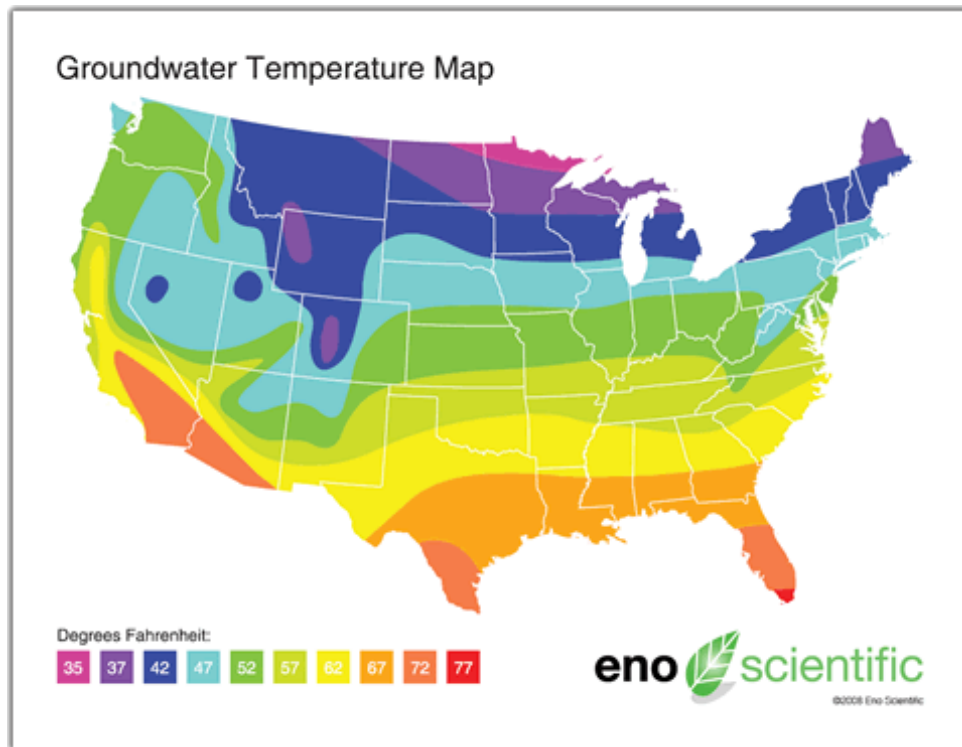 Groundwater Temperature Map
Degrees Fahrenheit:
35 37 42 47 52 57 62 67 72 77
eno scientific
©2008 Eno Scientific